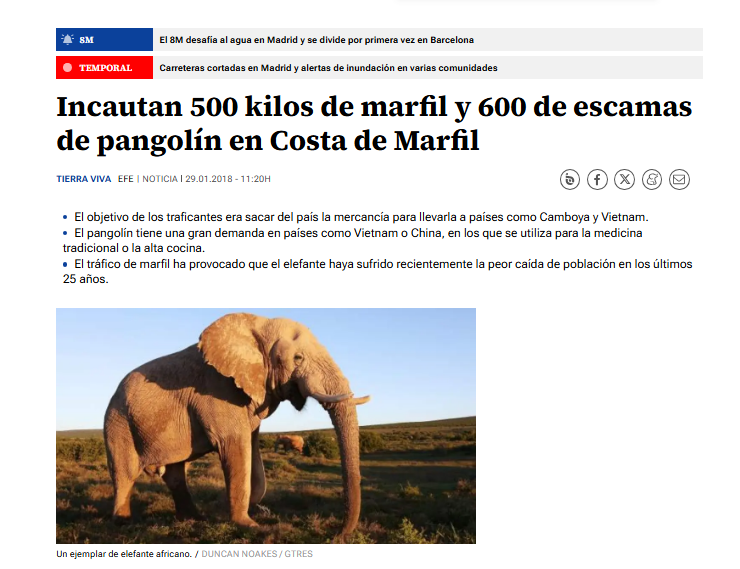 8M El 8M desafía al agua en Madrid y se divide por primera vez en Barcelona
TEMPORAL Carreteras cortadas en Madrid y alertas de inundación en varias comunidades
Incautan 500 kilos de marfil y 600 de escamas
de pangolín en Costa de Marfil
TIERRA VIVA EFE | NOTICIA | 29.01.2018 - 11:20H
• El objetivo de los traficantes era sacar del país la mercancía para llevarla a países como Camboya y Vietnam.
• El pangolín tiene una gran demanda en países como Vietnam o China, en los que se utiliza para la medicina
tradicional o la alta cocina.
• El tráfico de marfil ha provocado que el elefante haya sufrido recientemente la peor caída de población en los últimos
25 años.
Un ejemplar de elefante africano. / DUNCAN NOAKES / GTRES